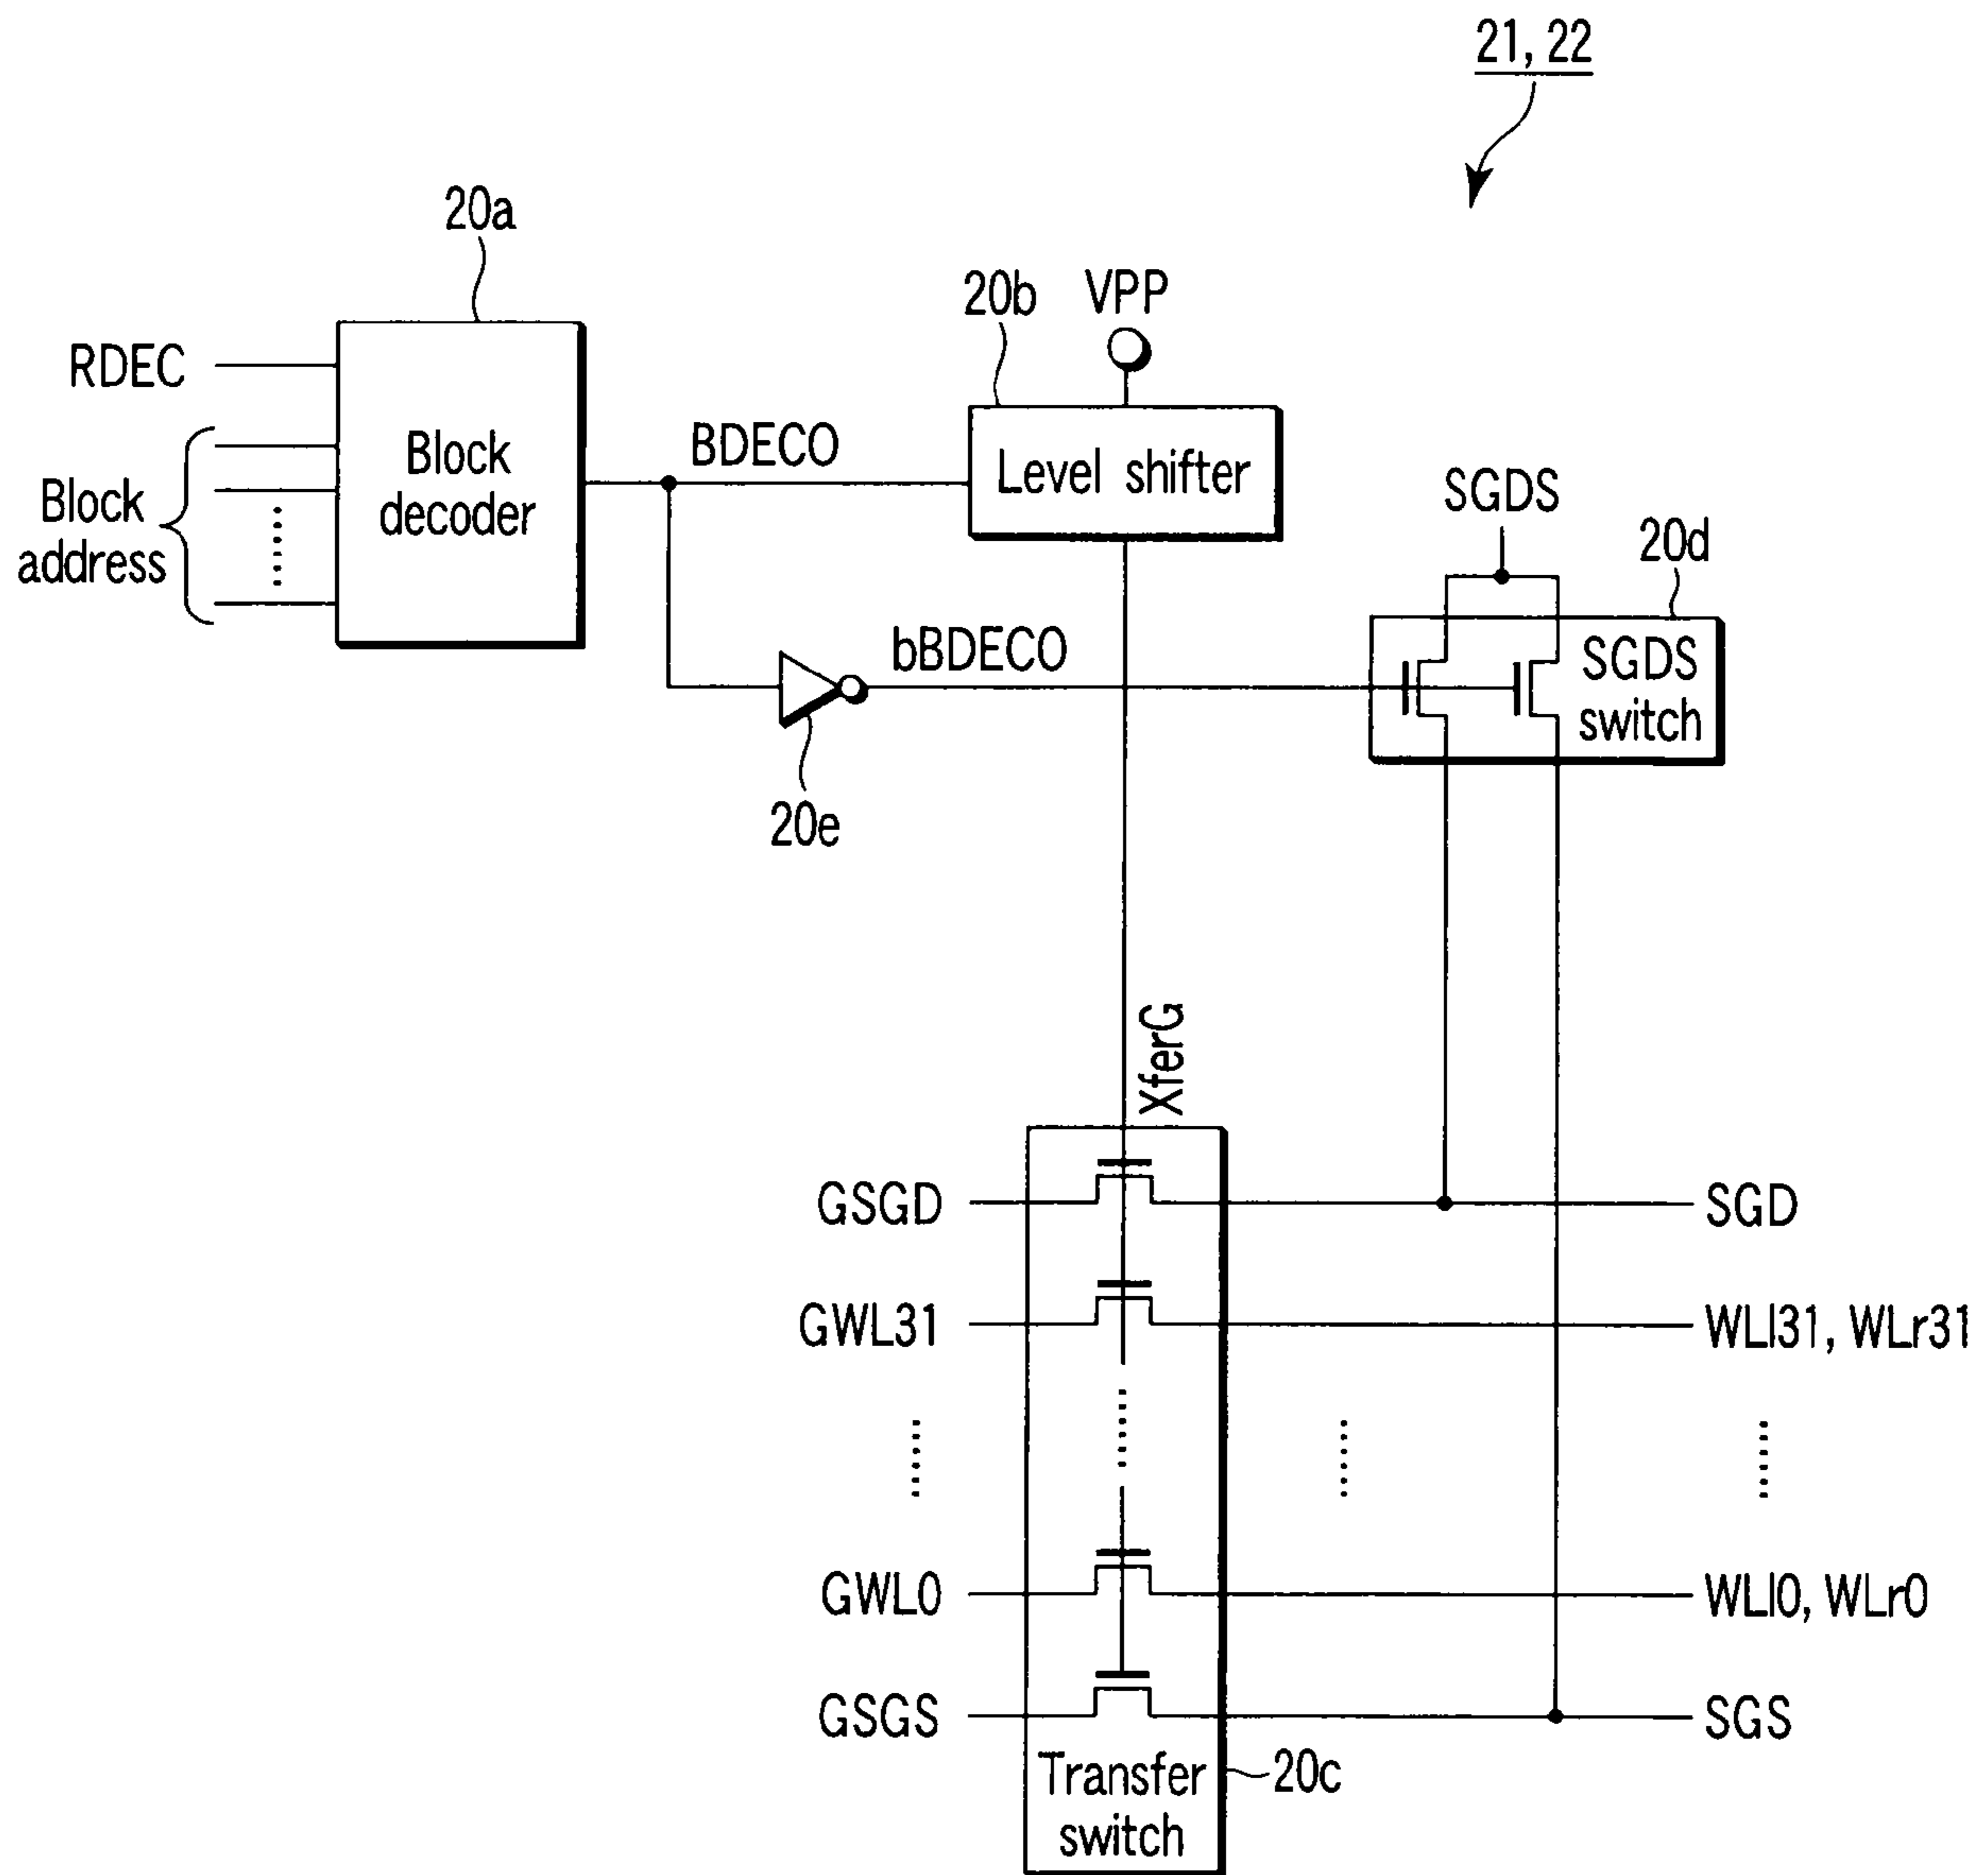 21, 22
20a
20b
VPP
RDEC
Block
address
Block
decoder
BDECO
Level shifter
SGDS
20d
bBDECO
SGDS
switch
20e
XferG
GSGD
SGD
GWL31
WLl31, WLr31
GWL0
WLl0, WLr0
GSGS
SGS
Transfer
switch
20c